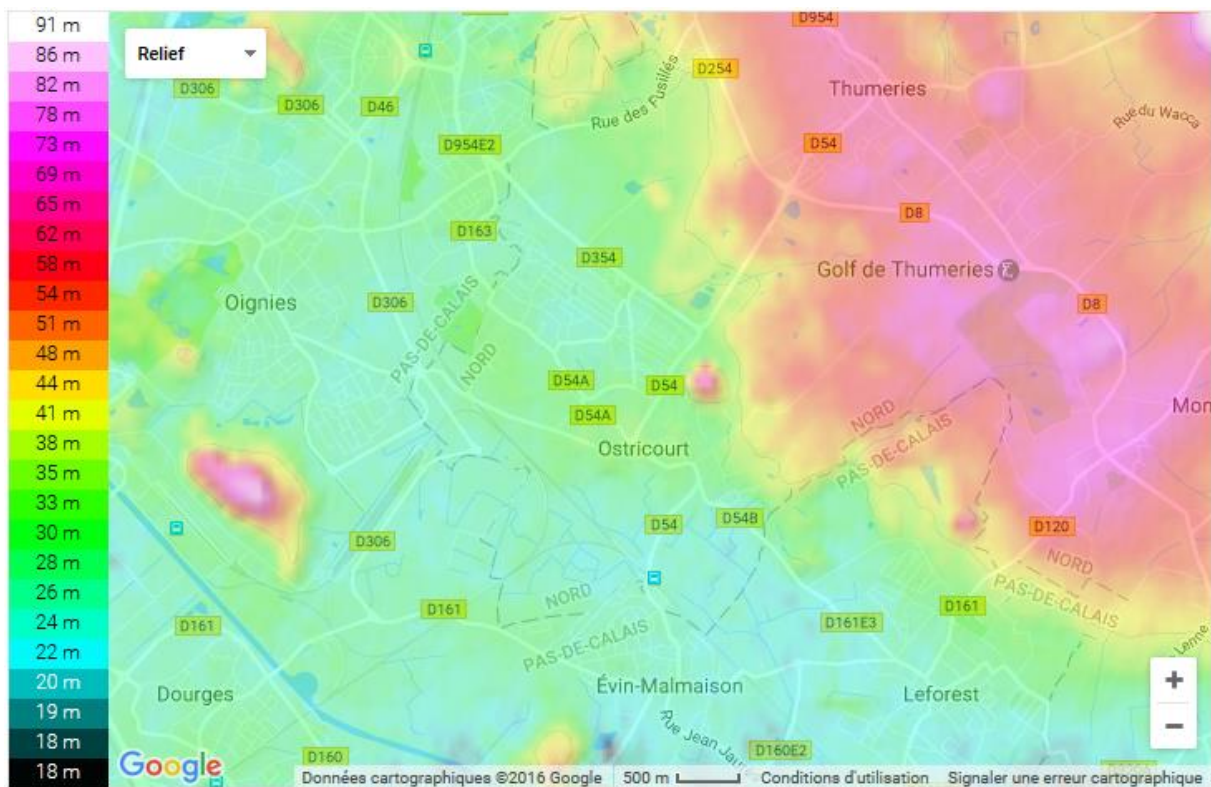 91 m
86 m
82 m
78 m
73 m
69 m
65 m
62 m
58 m
54 m
51 m
48 m
44 m
41 m
38 m
35 m
33 m
30 m
28 m
26 m
24 m
22 m
20 m
19 m
18 m
18 m
Relief
D954
D254
Thumeries
D306
D306
D46
Rue des Fusillés
Rue du Wacca
D954E2
D54
D8
D163
D354
Golf de Thumeries
Oignies
D306
PAS-DE-CALAIS
NORD
D8
D54A
D54
D54A
Mon
Ostricourt
NORD
PAS-DE-CALAIS
D54
D54B
D120
D306
NORD
PAS-DE-CALAIS
D161
D161
NORD
PAS-DE-CALAIS
D161E3
D161
Lenne
Dourges
Évin-Malmaison
Leforest
+
−
Rue Jean Jau
D160
D160E2
Google
Données cartographiques ©2016 Google 500 m Conditions d'utilisation Signaler une erreur cartographique